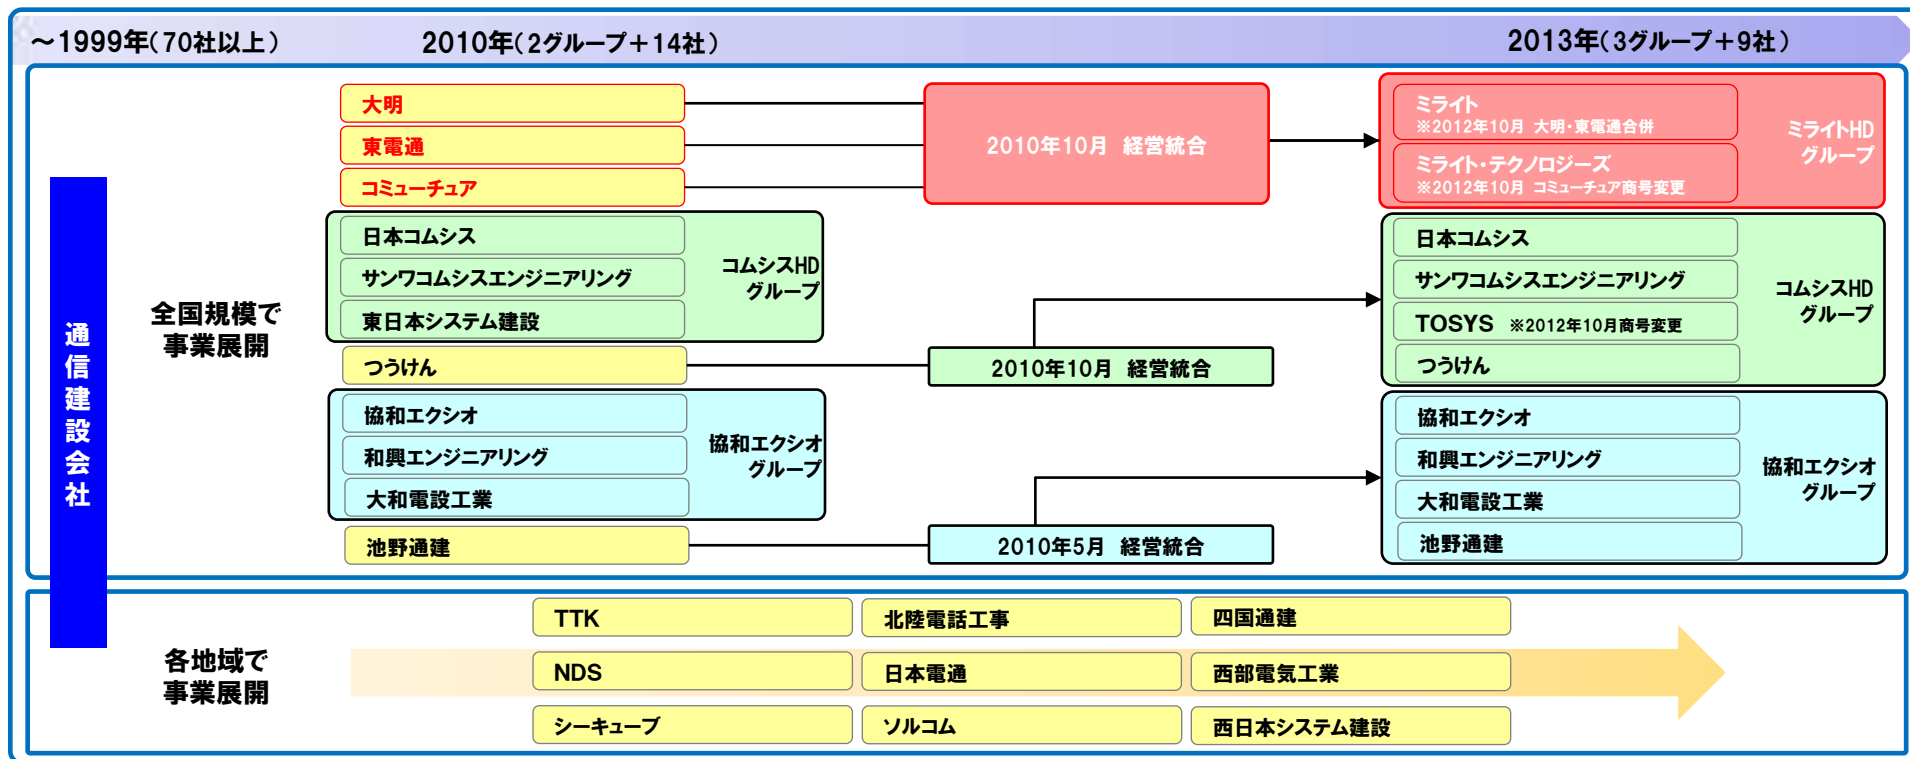 ～1999年（70社以上）
2010年（2グループ＋14社）
2013年（3グループ＋9社）
通信建設会社
全国規模で
事業展開
大明
東電通
コミューチュア
2010年10月 経営統合
ミライト
※2012年10月 大明・東電通合併
ミライト・テクノロジーズ
※2012年10月 コミューチュア商号変更
ミライトHD
グループ
日本コムシス
サンワコムシスエンジニアリング
東日本システム建設
コムシスHD
グループ
つうけん
2010年10月 経営統合
日本コムシス
サンワコムシスエンジニアリング
TOSYS ※2012年10月商号変更
つうけん
コムシスHD
グループ
協和エクシオ
和興エンジニアリング
大和電設工業
協和エクシオ
グループ
池野通建
2010年5月 経営統合
協和エクシオ
和興エンジニアリング
大和電設工業
池野通建
協和エクシオ
グループ
各地域で
事業展開
TTK
北陸電話工事
四国通建
NDS
日本電通
西部電気工業
シーキューブ
ソルコム
西日本システム建設